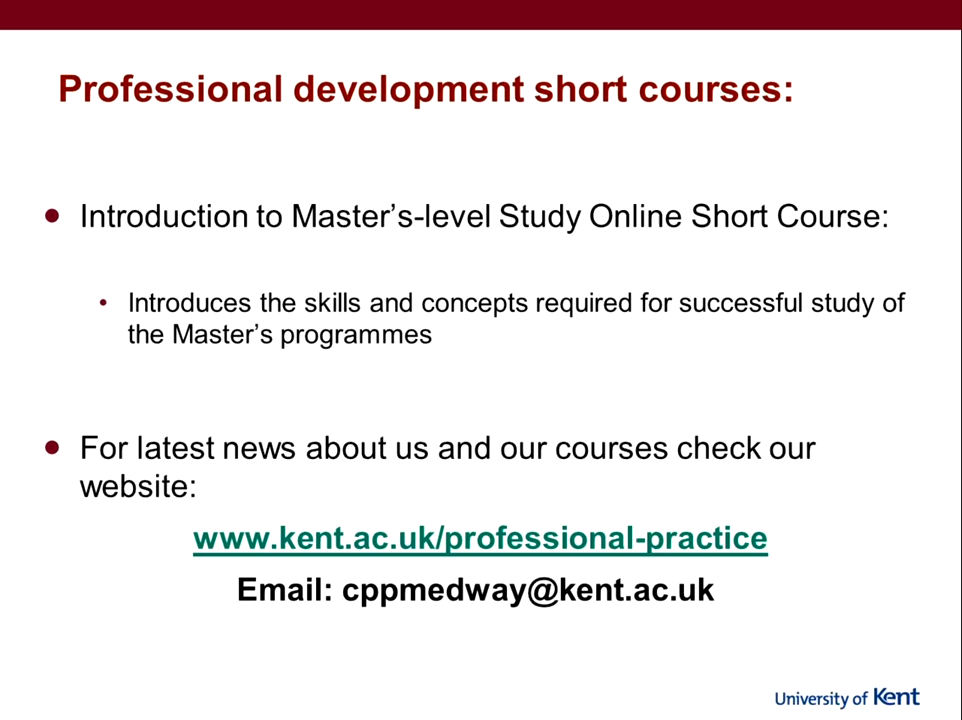 Professional development short courses:
• Introduction to Master's-level Study Online Short Course:
• Introduces the skills and concepts required for successful study of
the Master's programmes
• For latest news about us and our courses check our
website:
www.kent.ac.uk/professional-practice
Email: cppmedway@kent.ac.uk
University of Kent